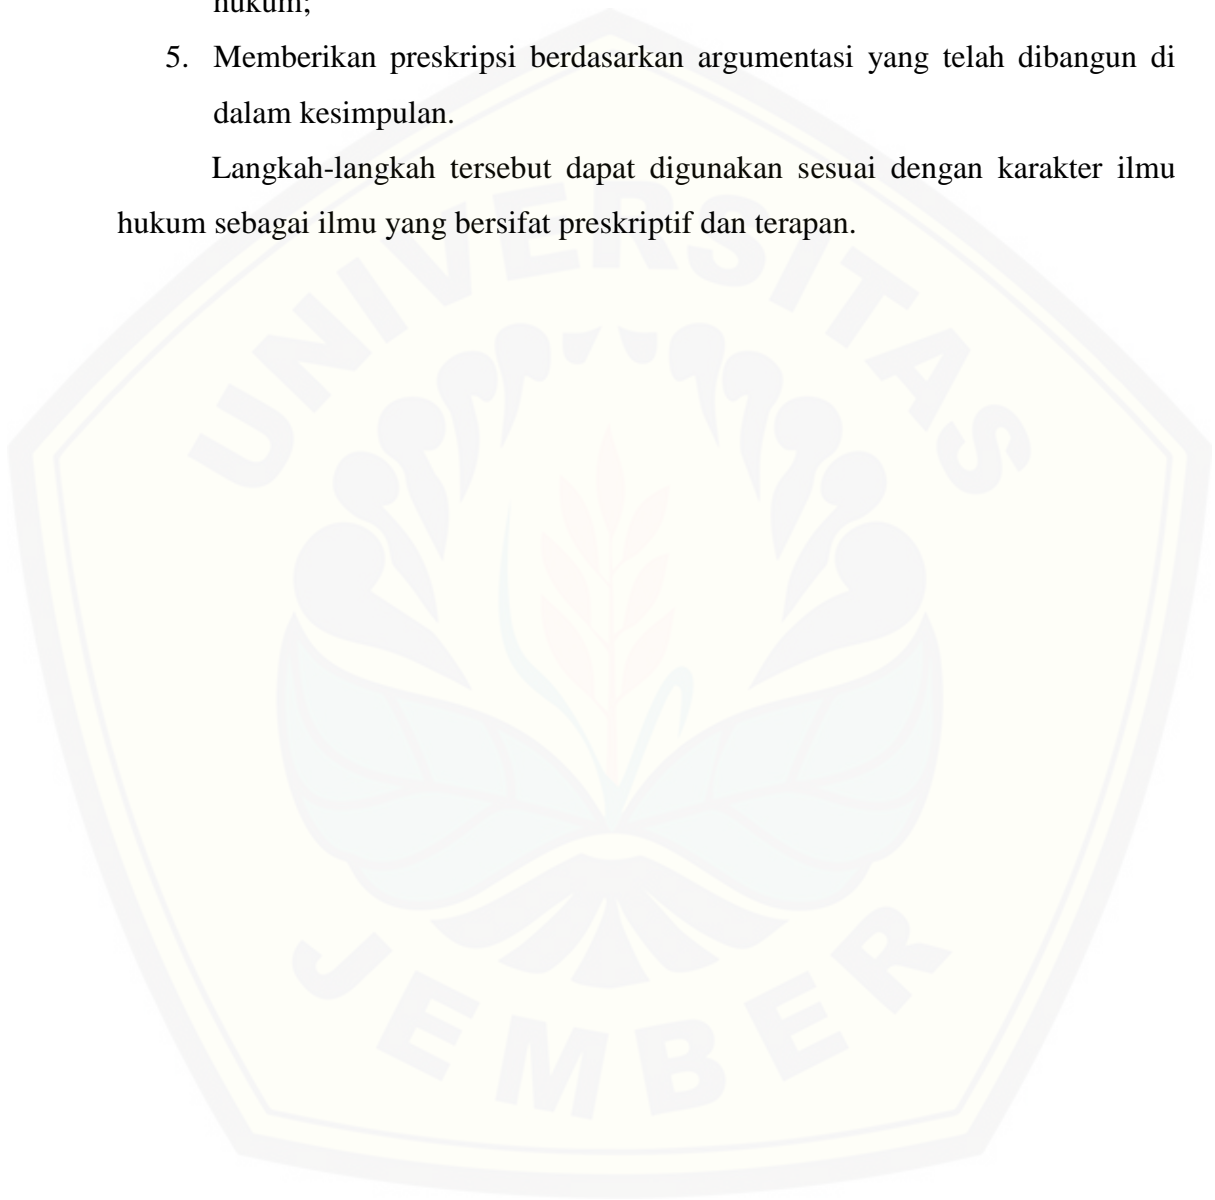 hukum;
5. Memberikan preskripsi berdasarkan argumentasi yang telah dibangun di
dalam kesimpulan.
Langkah-langkah tersebut dapat digunakan sesuai dengan karakter ilmu
hukum sebagai ilmu yang bersifat preskriptif dan terapan.
UNIVERSITAS
JEMBER